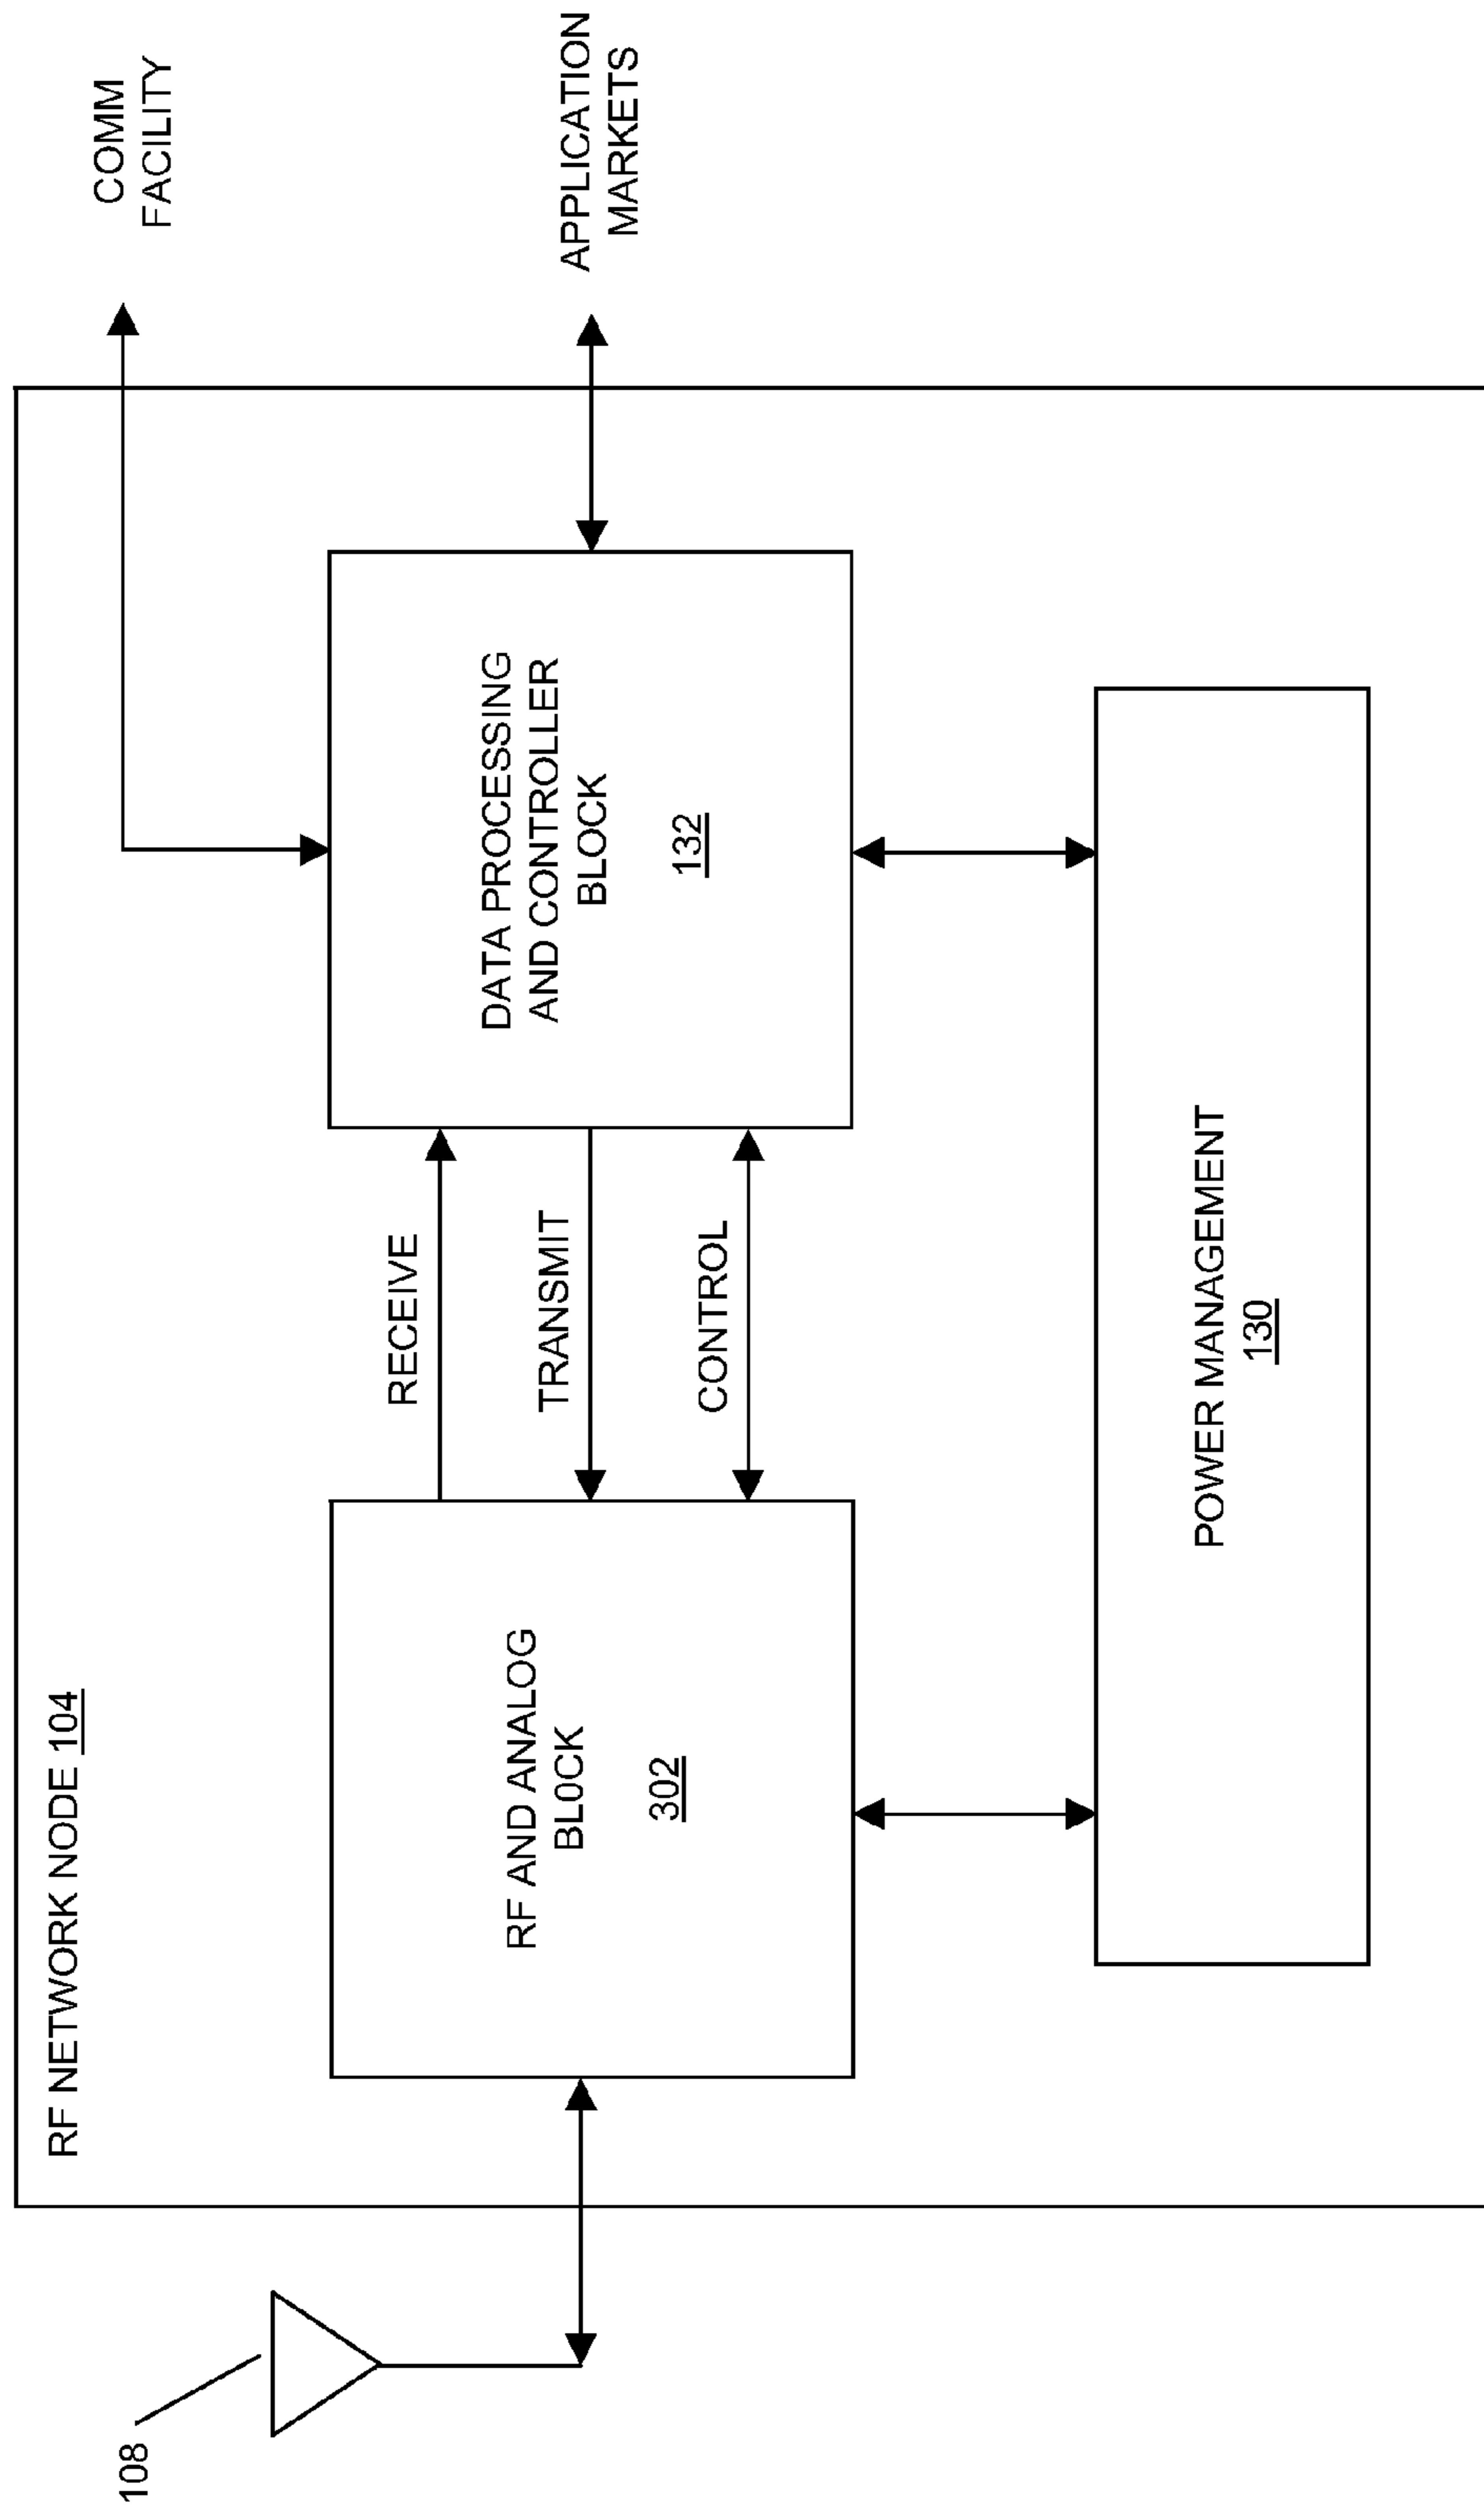 RF NETWORK NODE 104
COMM
FACILITY
108
RF AND ANALOG
BLOCK
302
RECEIVE
TRANSMIT
CONTROL
DATA PROCESSING
AND CONTROLLER
BLOCK
132
APPLICATION
MARKETS
POWER MANAGEMENT
130